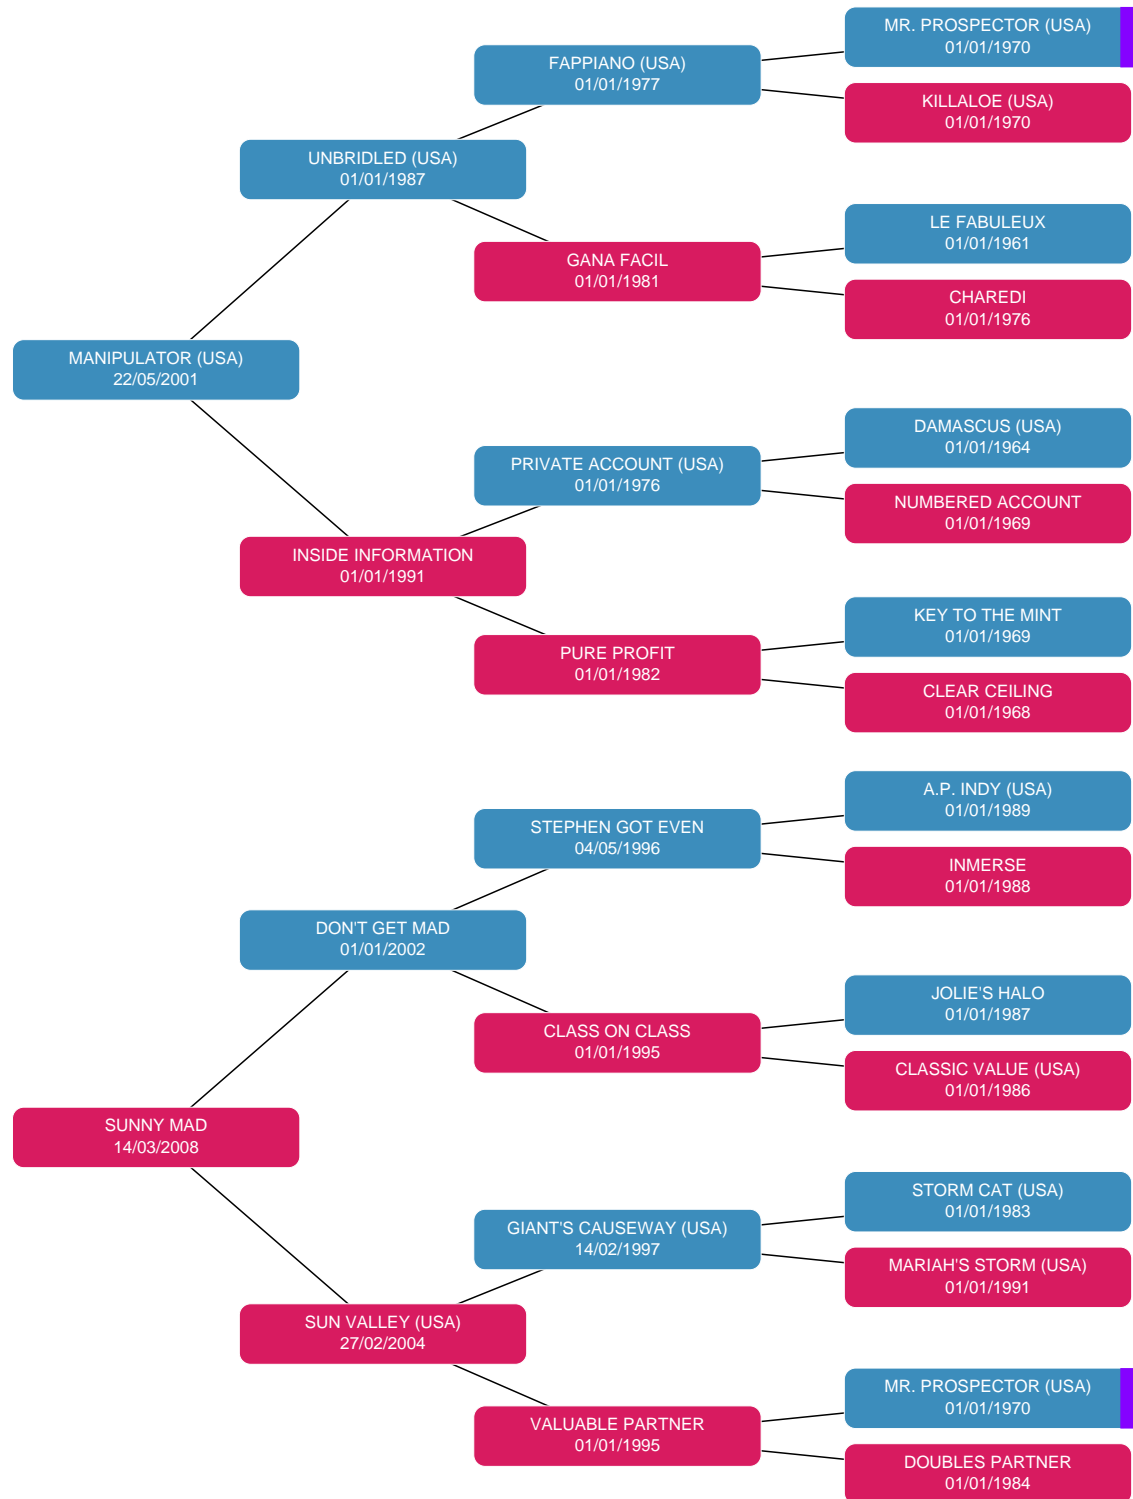 MR. PROSPECTOR (USA)
01/01/1970
FAPPIANO (USA)
01/01/1977
KILLALOE (USA)
01/01/1970
UNBRIDLED (USA)
01/01/1987
LE FABULEUX
01/01/1961
GANA FACIL
01/01/1981
CHAREDI
01/01/1976
MANIPULATOR (USA)
22/05/2001
DAMASCUS (USA)
01/01/1964
PRIVATE ACCOUNT (USA)
01/01/1976
NUMBERED ACCOUNT
01/01/1969
INSIDE INFORMATION
01/01/1991
KEY TO THE MINT
01/01/1969
PURE PROFIT
01/01/1982
CLEAR CEILING
01/01/1968
A.P. INDY (USA)
01/01/1989
STEPHEN GOT EVEN
04/05/1996
INMERSE
01/01/1988
DON'T GET MAD
01/01/2002
JOLIE'S HALO
01/01/1987
CLASS ON CLASS
01/01/1995
CLASSIC VALUE (USA)
01/01/1986
SUNNY MAD
14/03/2008
STORM CAT (USA)
01/01/1983
GIANT'S CAUSEWAY (USA)
14/02/1997
MARIAH'S STORM (USA)
01/01/1991
SUN VALLEY (USA)
27/02/2004
MR. PROSPECTOR (USA)
01/01/1970
VALUABLE PARTNER
01/01/1995
DOUBLES PARTNER
01/01/1984